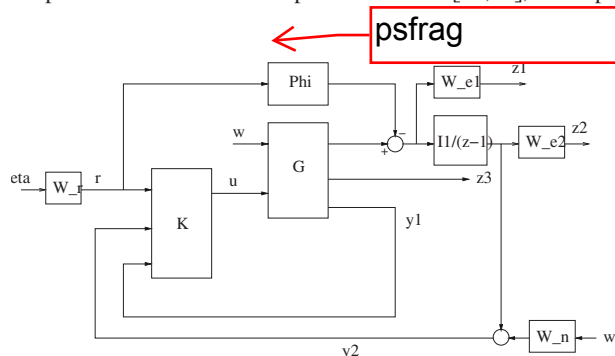 psfrag
Phi
W_e1
z1
w
I1/(z−1)
W_e2
z2
−
+
eta
W_r
r
K
u
G
z3
y1
v2
W_n
w